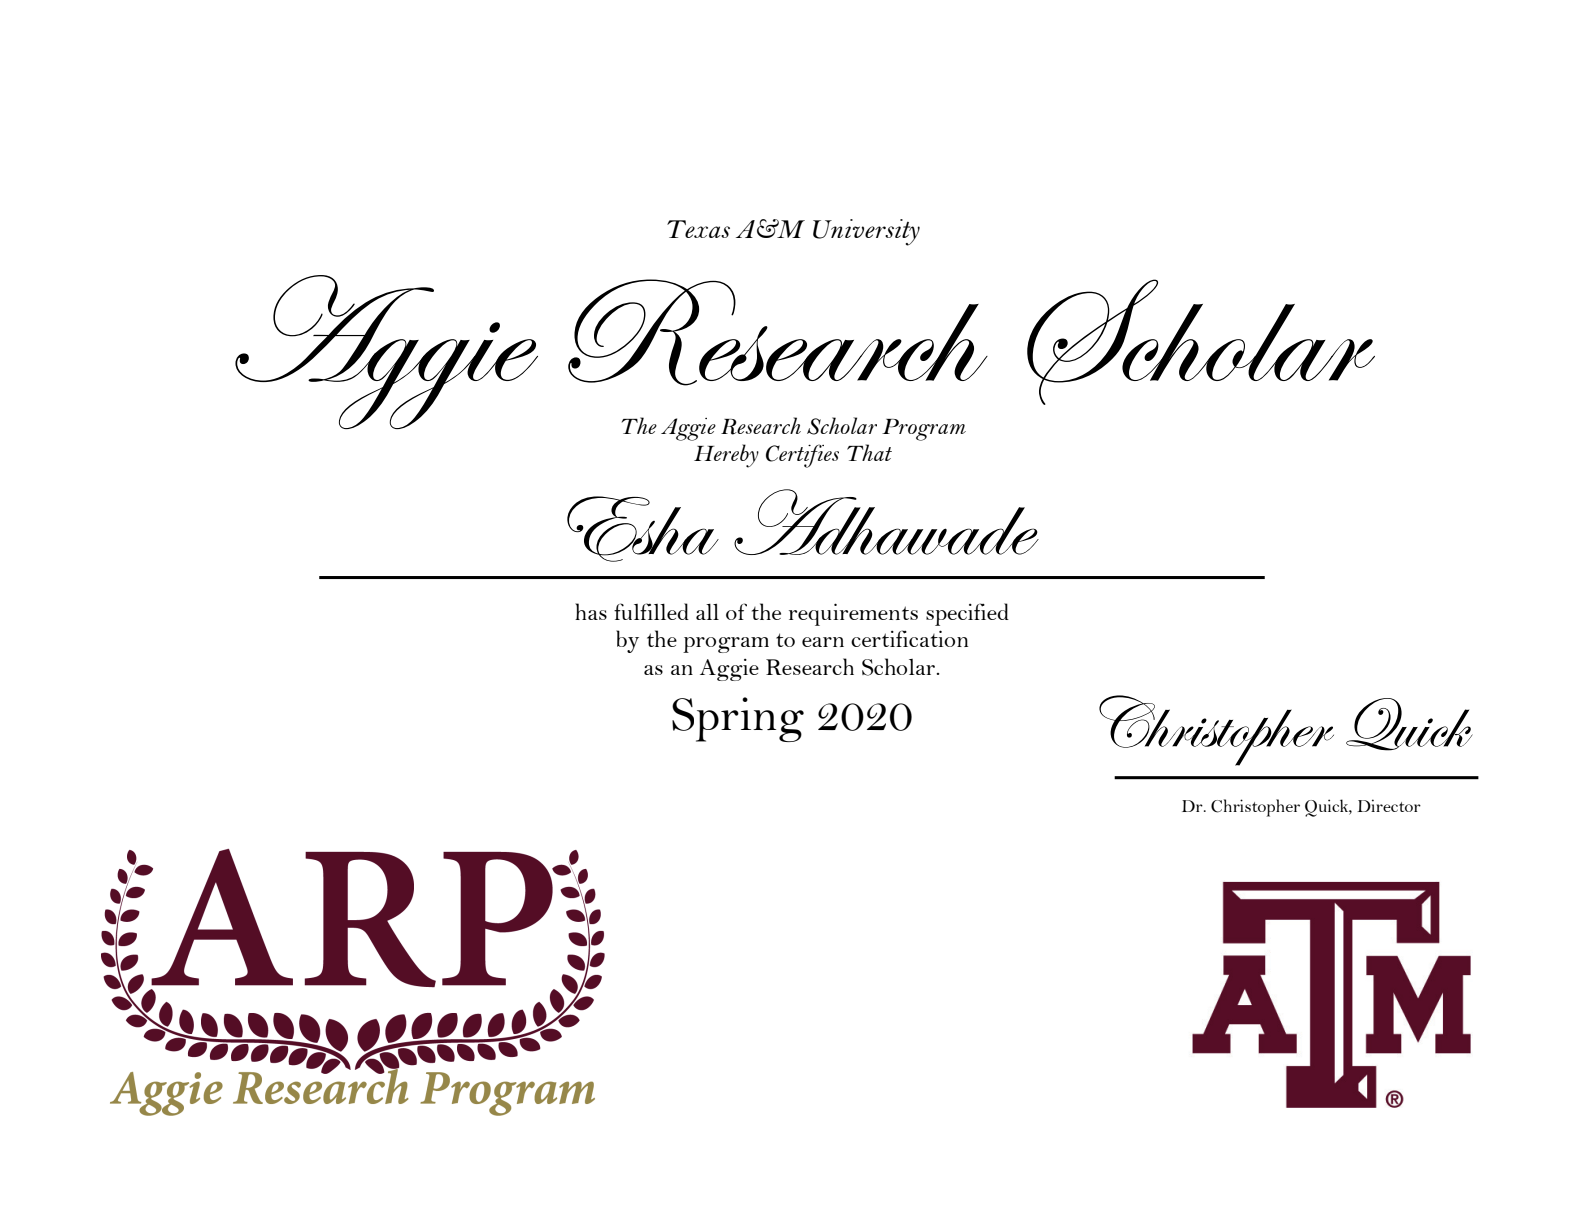 Texas A&M University
Aggie Research Scholar
The Aggie Research Scholar Program
Hereby Certifies That
Esha Adhawade
has fulfilled all of the requirements specified
by the program to earn certification
as an Aggie Research Scholar.
Spring 2020
Christopher Quick
Dr. Christopher Quick, Director
ARP
Aggie Research Program
ATM®